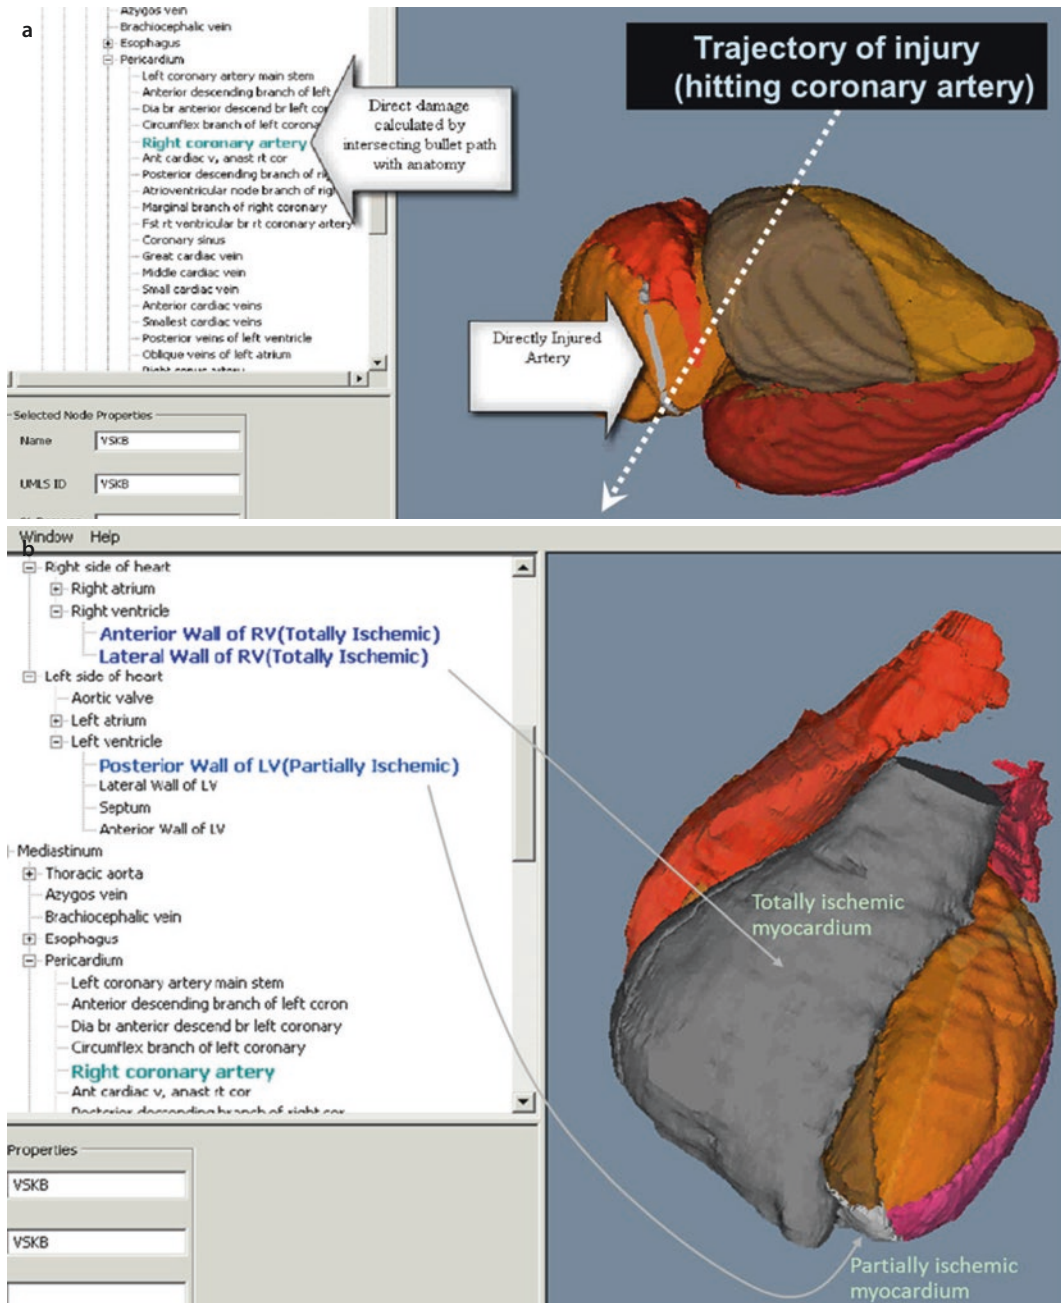 a
Azygos vein
Brachiocephalic vein
Esophagus
Pericardium
Left coronary artery main stem
Anterior descending branch of left
Dia br anterior descend br left cor
Circumflex branch of left corona
Right coronary artery
Ant cardiac v, anast rt cor
Posterior descending branch of
Atrioventricular node branch of rig
Marginal branch of right coronary
Fst rt ventricular br rt coronary artery
Coronary sinus
Great cardiac vein
Middle cardiac vein
Small cardiac vein
Anterior cardiac veins
Smallest cardiac veins
Posterior veins of left ventricle
Oblique veins of left atrium
Direct damage
calculated by
intersecting bullet path
with anatomy
Trajectory of injury
(hitting coronary artery)
Directly Injured
Artery
Selected Node Properties
Name VSKB
UMLS ID VSKB
Window Help
b
Right side of heart
Right atrium
Right ventricle
Anterior Wall of RV(Totally Ischemic)
Lateral Wall of RV(Totally Ischemic)
Left side of heart
Aortic valve
Left atrium
Left ventricle
Posterior Wall of LV(Partially Ischemic)
Lateral Wall of LV
Septum
Anterior Wall of LV
Mediastinum
Thoracic aorta
Azygos vein
Brachiocephalic vein
Esophagus
Pericardium
Left coronary artery main stem
Anterior descending branch of left coron
Dia br anterior descend br left coronary
Circumflex branch of left coronary
Right coronary artery
Ant cardiac v, anast rt cor
Posterior descending branch of right cor
Totally ischemic
myocardium
Partially ischemic
myocardium
Properties
VSKB
VSKB